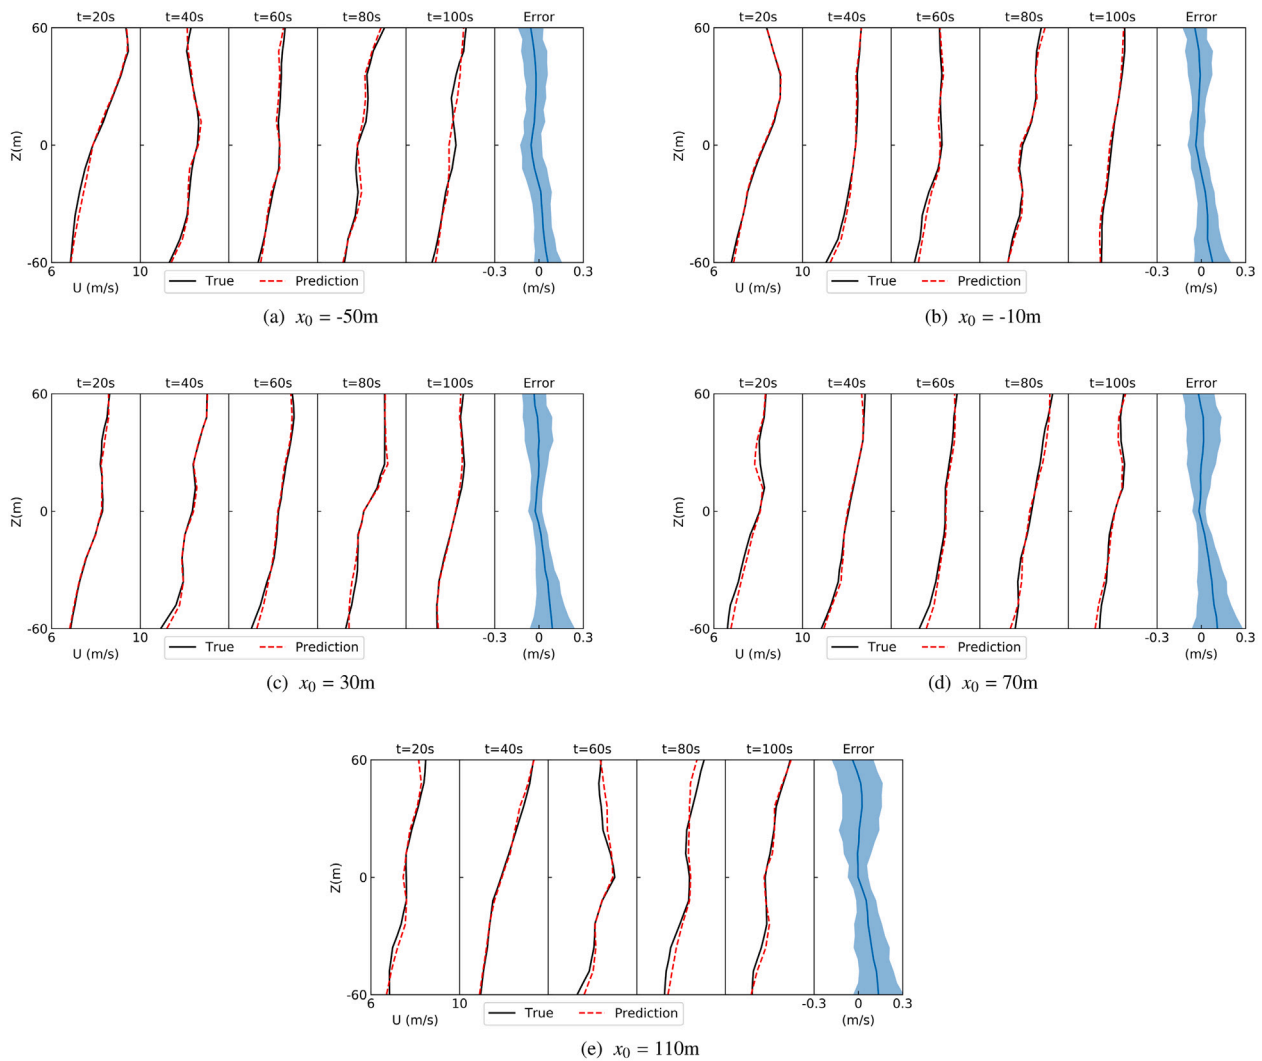 t=20s t=40s t=60s t=80s t=100s Error
60
Z(m)
0
-60
6 10 -0.3 0 0.3
U (m/s) True Prediction (m/s)
(a) x0 = -50m
t=20s t=40s t=60s t=80s t=100s Error
60
Z(m)
0
-60
6 10 -0.3 0 0.3
U (m/s) True Prediction (m/s)
(b) x0 = -10m
t=20s t=40s t=60s t=80s t=100s Error
60
Z(m)
0
-60
6 10 -0.3 0 0.3
U (m/s) True Prediction (m/s)
(c) x0 = 30m
t=20s t=40s t=60s t=80s t=100s Error
60
Z(m)
0
-60
6 10 -0.3 0 0.3
U (m/s) True Prediction (m/s)
(d) x0 = 70m
t=20s t=40s t=60s t=80s t=100s Error
60
Z(m)
0
-60
6 10 -0.3 0 0.3
U (m/s) True Prediction (m/s)
(e) x0 = 110m